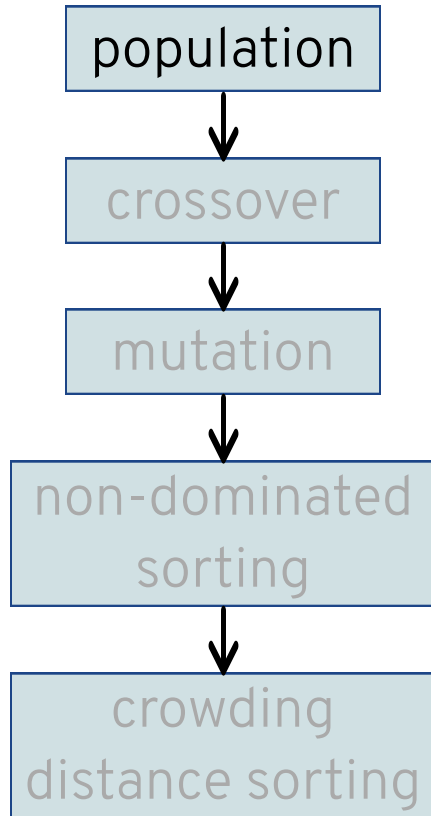 population
crossover
mutation
non-dominated
sorting
crowding
distance sorting